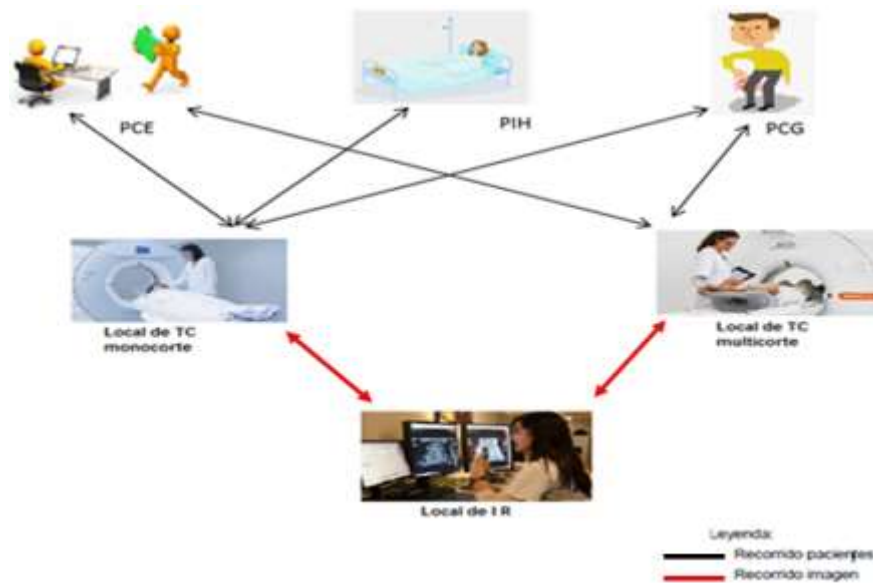 PCE
PIH
PCG
Local de TC
monocorte
Local de TC
multicorte
Local de I R
Leyenda:
Recorrido pacientes
Recorrido imagen